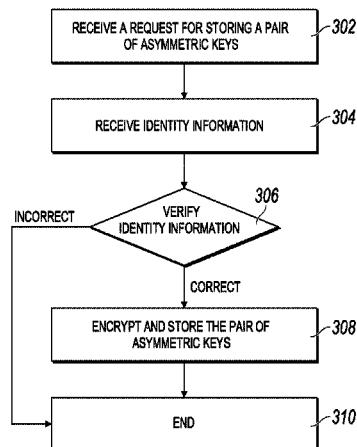 RECEIVE A REQUEST FOR STORING A PAIR
OF ASYMMETRIC KEYS
302
RECEIVE IDENTITY INFORMATION
304
VERIFY
IDENTITY INFORMATION
306
INCORRECT
CORRECT
ENCRYPT AND STORE THE PAIR OF
ASYMMETRIC KEYS
308
END
310